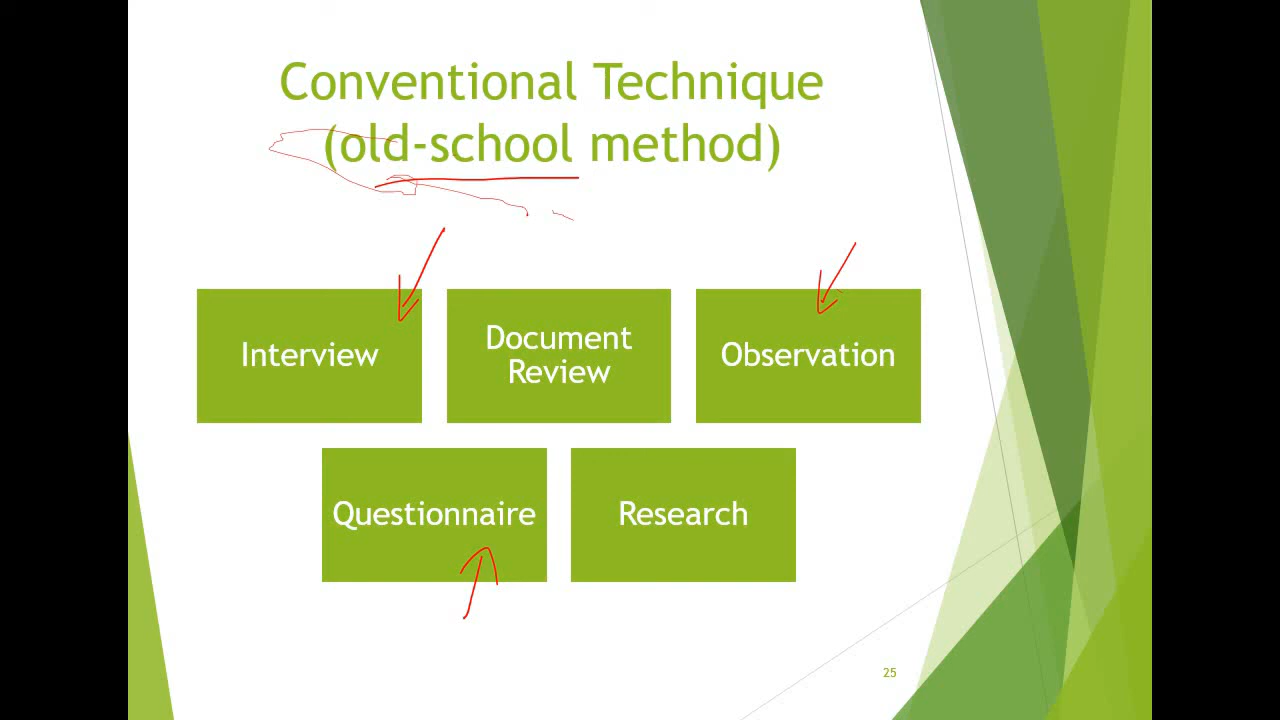 Conventional Technique
(old-school method)
Interview
Document
Review
Observation
Questionnaire
Research
25